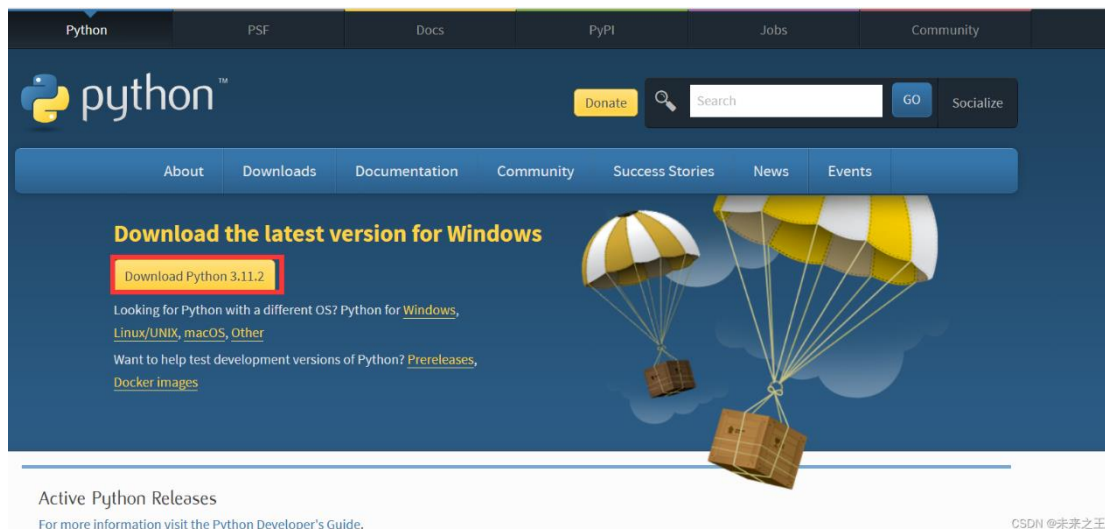 Python PSF Docs PyPI Jobs Community
python™
Donate Search GO Socialize
About Downloads Documentation Community Success Stories News Events
Download the latest version for Windows
Download Python 3.11.2
Looking for Python with a different OS? Python for Windows,
Linux/UNIX, macOS, Other
Want to help test development versions of Python? Prereleases,
Docker images
Active Python Releases
For more information visit the Python Developer's Guide.
CSDN @未来之王